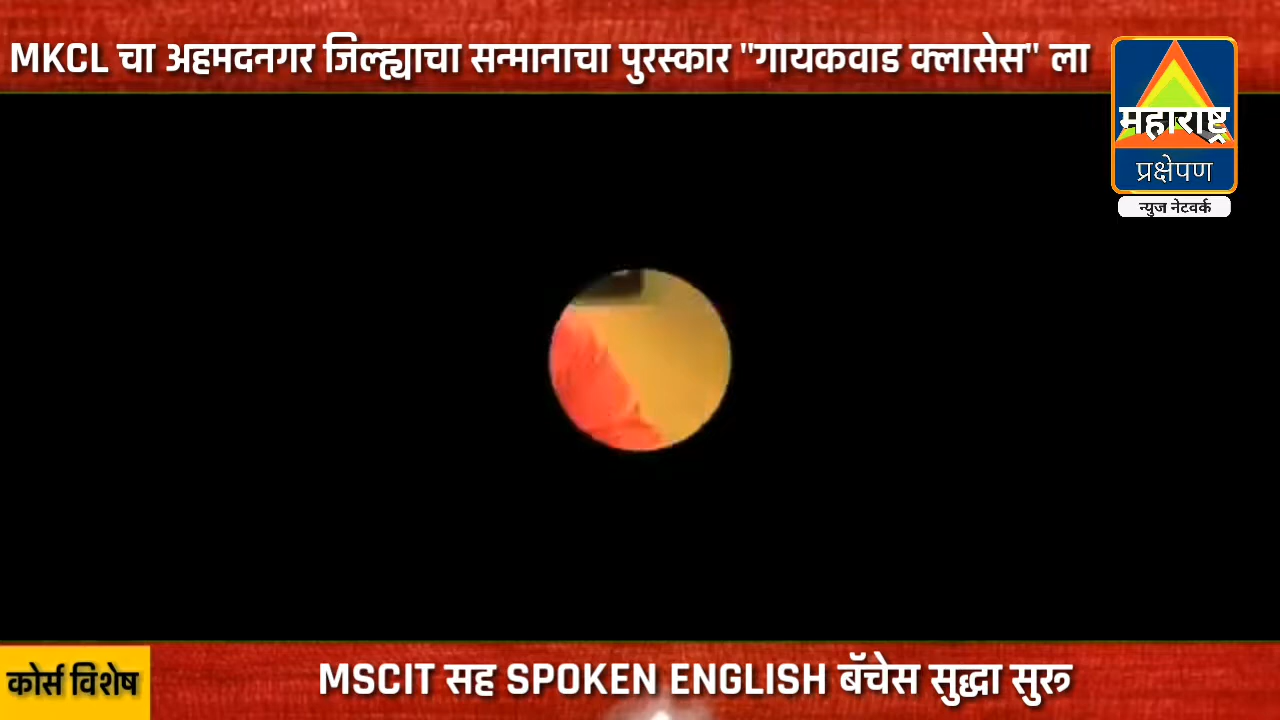 MKCL चा अहमदनगर जिल्ह्याचा सन्मानाचा पुरस्कार "गायकवाड क्लासेस" ला
महाराष्ट्र
प्रक्षेपण
न्युज नेटवर्क
कोर्स विशेष
MSCIT सह SPOKEN ENGLISH बॅचेस सुद्धा सुरू